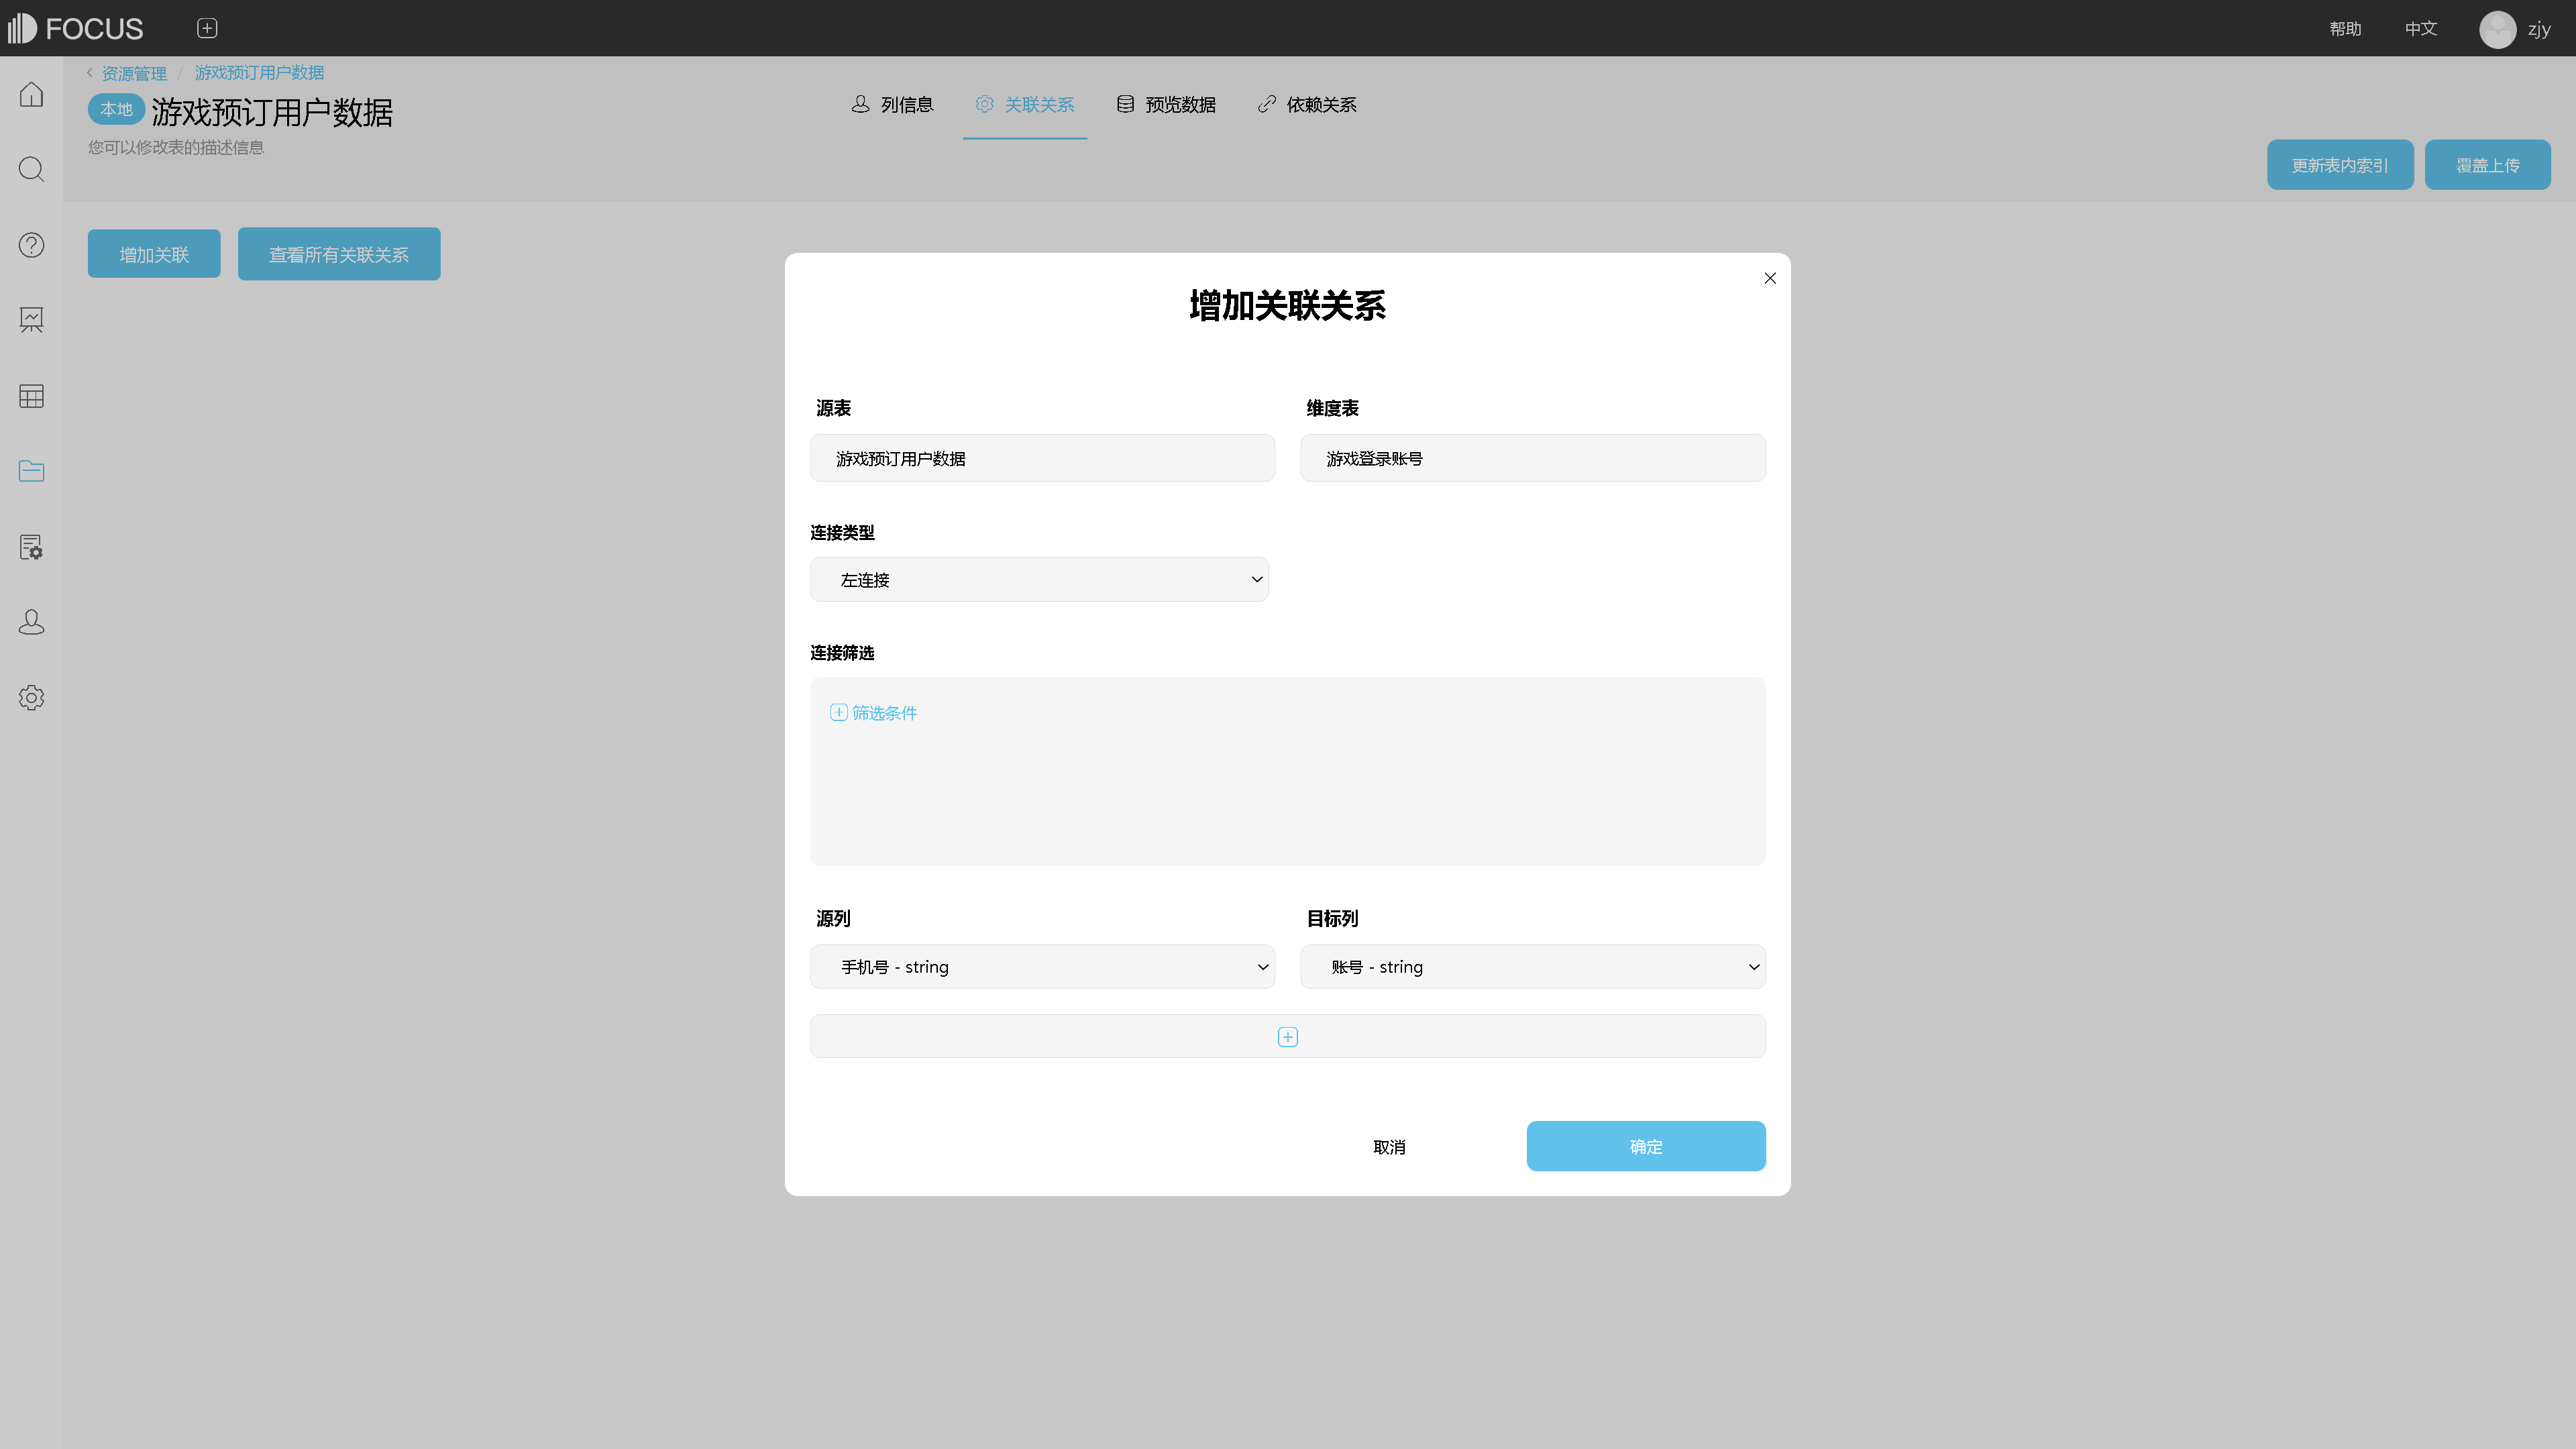 FOCUS
帮助
中文
zjy
资源管理 / 游戏预订用户数据
本地 游戏预订用户数据
您可以修改表的描述信息
列信息
关联关系
预览数据
依赖关系
更新表内索引
覆盖上传
增加关联
查看所有关联关系
增加关联关系
源表
维度表
游戏预订用户数据
游戏登录账号
连接类型
左连接
连接筛选
筛选条件
源列
目标列
手机号 - string
账号 - string
取消
确定